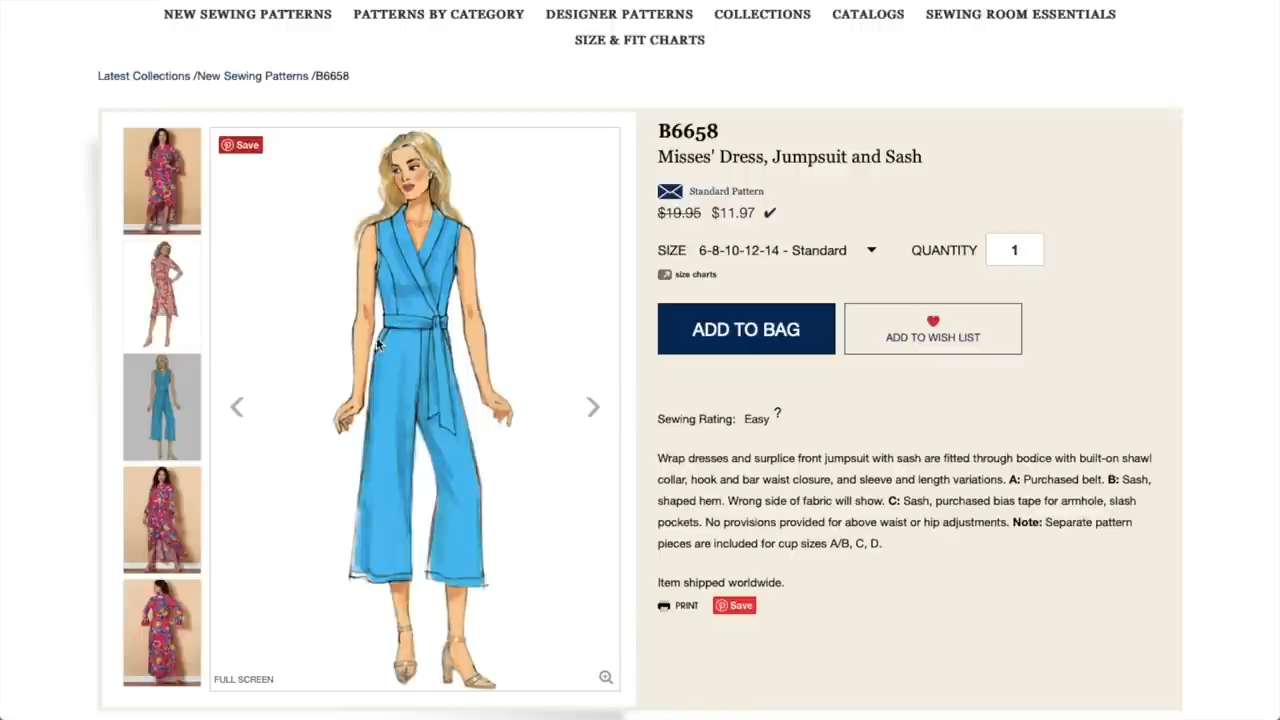 NEW SEWING PATTERNS PATTERNS BY CATEGORY DESIGNER PATTERNS COLLECTIONS CATALOGS SEWING ROOM ESSENTIALS
SIZE & FIT CHARTS
Latest Collections /New Sewing Patterns /B6658
Save
B6658
Misses' Dress, Jumpsuit and Sash
Standard Pattern
$19.95 $11.97 ✔
SIZE 6-8-10-12-14 - Standard QUANTITY 1
size charts
ADD TO BAG
ADD TO WISH LIST
Sewing Rating: Easy ?
Wrap dresses and surplice front jumpsuit with sash are fitted through bodice with built-on shawl
collar, hook and bar waist closure, and sleeve and length variations. A: Purchased belt. B: Sash,
shaped hem. Wrong side of fabric will show. C: Sash, purchased bias tape for armhole, slash
pockets. No provisions provided for above waist or hip adjustments. Note: Separate pattern
pieces are included for cup sizes A/B, C, D.
Item shipped worldwide.
PRINT Save
FULL SCREEN